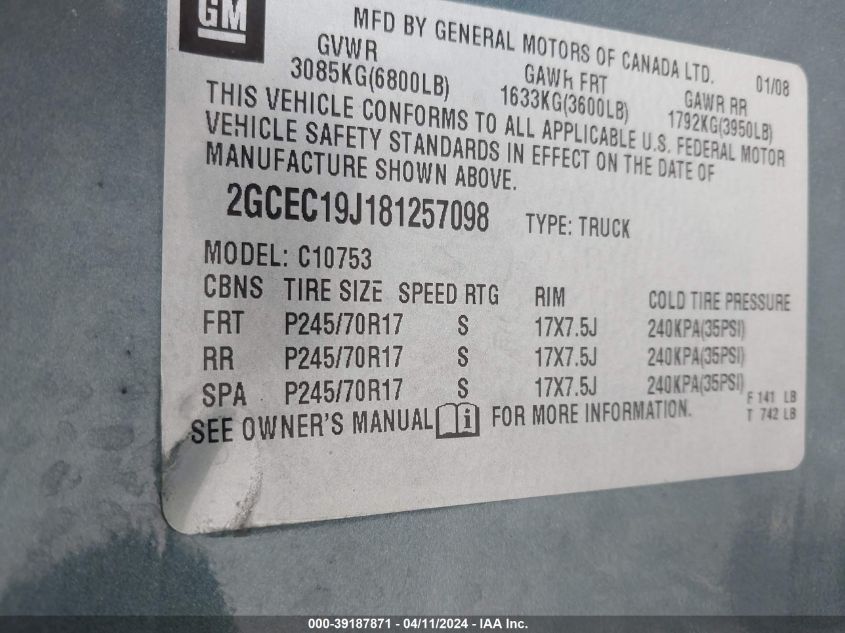 GM
MFD BY GENERAL MOTORS OF CANADA LTD.
01/08
GVWR GAWR FRT GAWR RR
3085KG(6800LB) 1633KG(3600LB) 1792KG(3950LB)
THIS VEHICLE CONFORMS TO ALL APPLICABLE U.S. FEDERAL MOTOR
VEHICLE SAFETY STANDARDS IN EFFECT ON THE DATE OF
MANUFACTURE SHOWN ABOVE.
2GCEC19J181257098 TYPE: TRUCK
MODEL: C10753
CBNS TIRE SIZE SPEED RTG RIM COLD TIRE PRESSURE
FRT P245/70R17 S 17X7.5J 240KPA(35PSI)
RR P245/70R17 S 17X7.5J 240KPA(35PSI)
SPA P245/70R17 S 17X7.5J 240KPA(35PSI)
F 141 LB
SEE OWNER'S MANUAL i FOR MORE INFORMATION.
T 742 LB
000-39187871 - 04/11/2024 - IAA Inc.